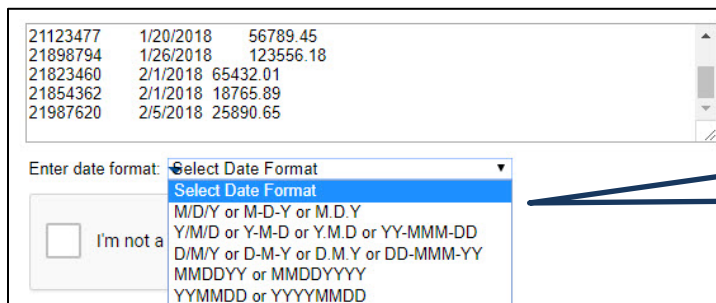 21123477 1/20/2018 56789.45
21898794 1/26/2018 123556.18
21823460 2/1/2018 65432.01
21854362 2/1/2018 18765.89
21987620 2/5/2018 25890.65
Enter date format: Select Date Format
Select Date Format
M/D/Y or M-D-Y or M.D.Y
Y/M/D or Y-M-D or Y.M.D or YY-MMM-DD
I'm not a D/M/Y or D-M-Y or D.M.Y or DD-MMM-YY
MMDDYY or MMDDYYYY
YYMMDD or YYYYMMDD